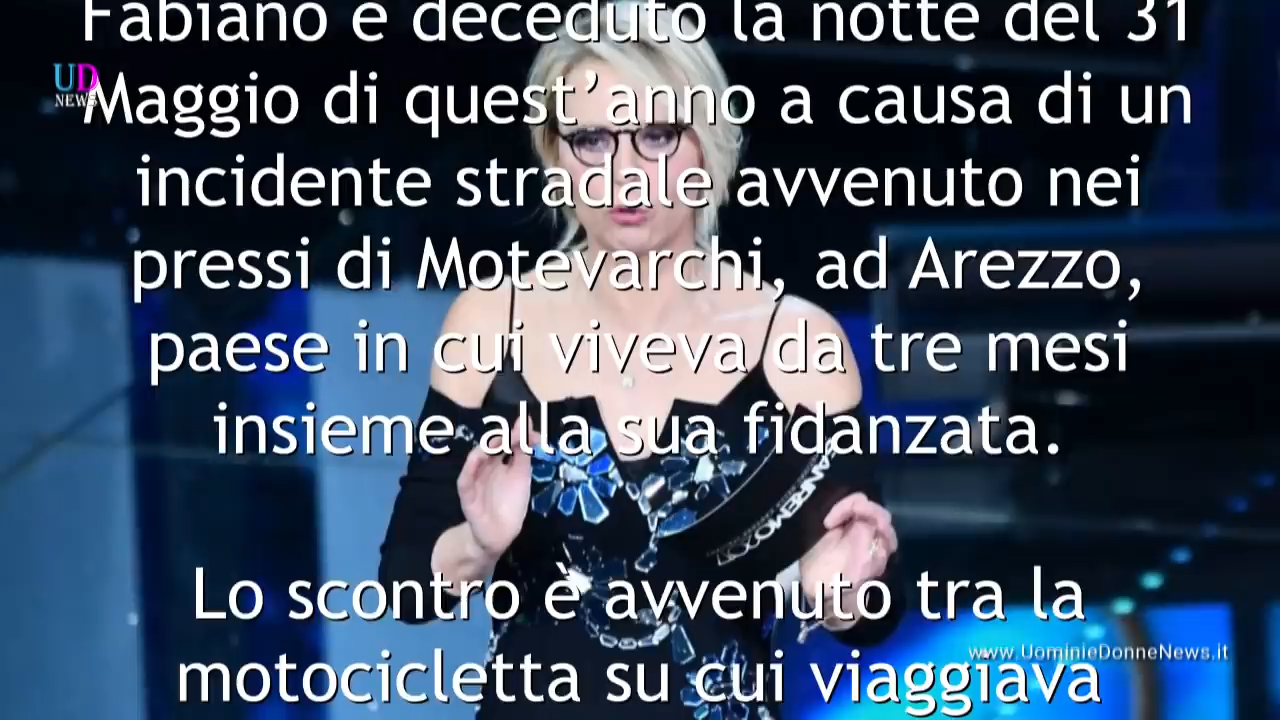 Fabiano è deceduto la notte del 31
UD
NEWS
Maggio di quest’anno a causa di un
incidente stradale avvenuto nei
pressi di Motevarchi, ad Arezzo,
paese in cui viveva da tre mesi
insieme alla sua fidanzata.
SANREMO
Lo scontro è avvenuto tra la
www.UominieDonneNews.it
motocicletta su cui viaggiava